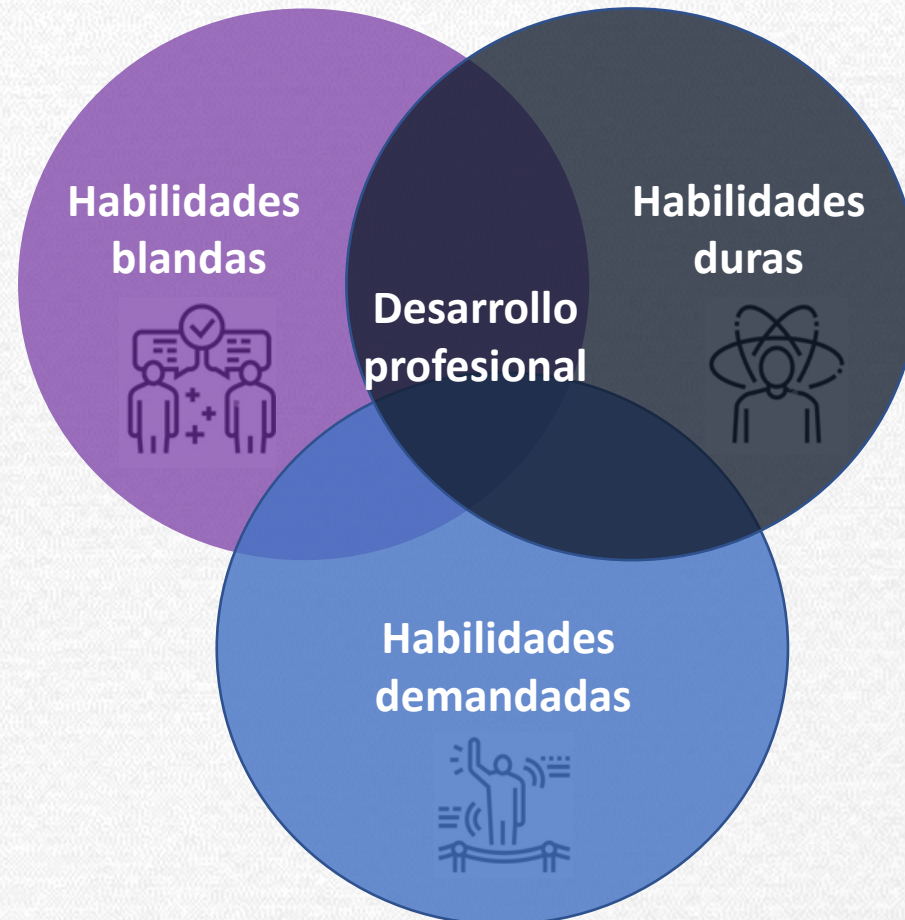 Habilidades
blandas
Habilidades
duras
Desarrollo
profesional
Habilidades
demandadas